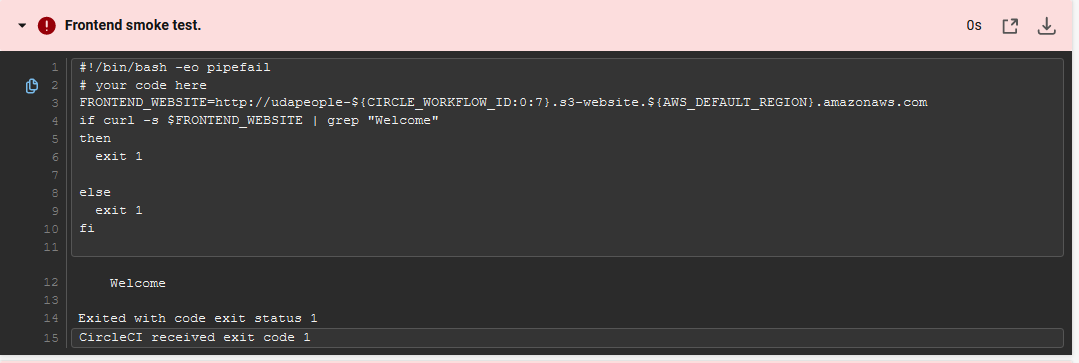 Frontend smoke test.
0s
1 #!/bin/bash -eo pipefail
2 # your code here
3 FRONTEND_WEBSITE=http://udapeople-${CIRCLE_WORKFLOW_ID:0:7}.s3-website.${AWS_DEFAULT_REGION}.amazonaws.com
4 if curl -s $FRONTEND_WEBSITE | grep "Welcome"
5 then
6   exit 1
7
8 else
9   exit 1
10 fi
11
12     Welcome
13
14 Exited with code exit status 1
15 CircleCI received exit code 1